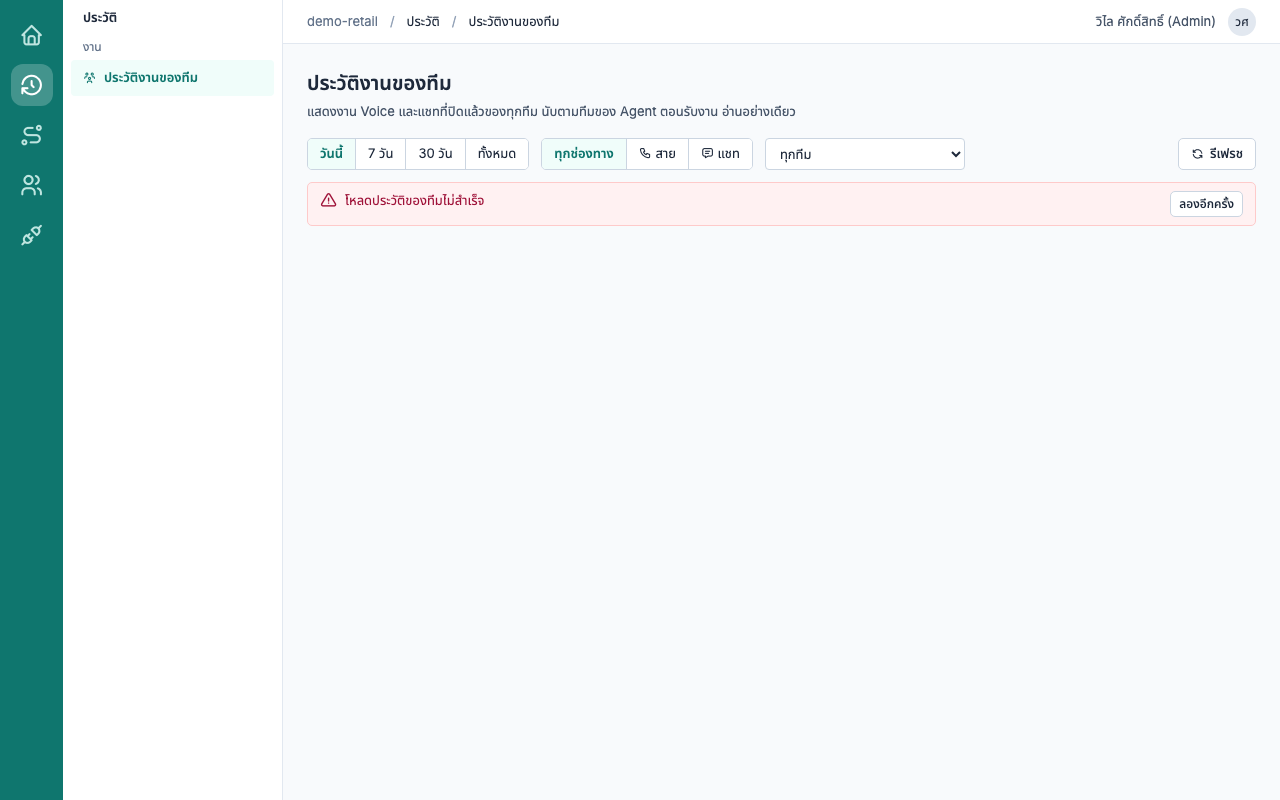 ประวัติ
งาน
ประวัติงานของทีม
demo-retail / ประวัติ / ประวัติงานของทีม
วิไล ศักดิ์สิทธิ์ (Admin) วศ
ประวัติงานของทีม
แสดงงาน Voice และแชทที่ปิดแล้วของทุกทีม นับตามทีมของ Agent ตอนรับงาน อ่านอย่างเดียว
วันนี้ 7 วัน 30 วัน ทั้งหมด ทุกช่องทาง สาย แชท ทุกทีม รีเฟรช
โหลดประวัติของทีมไม่สำเร็จ ลองอีกครั้ง